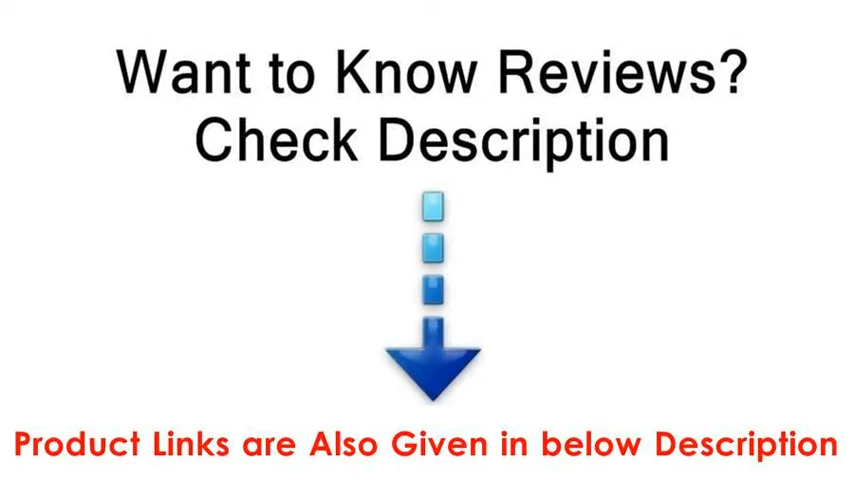 Want to Know Reviews?
Check Description
Product Links are Also Given in below Description